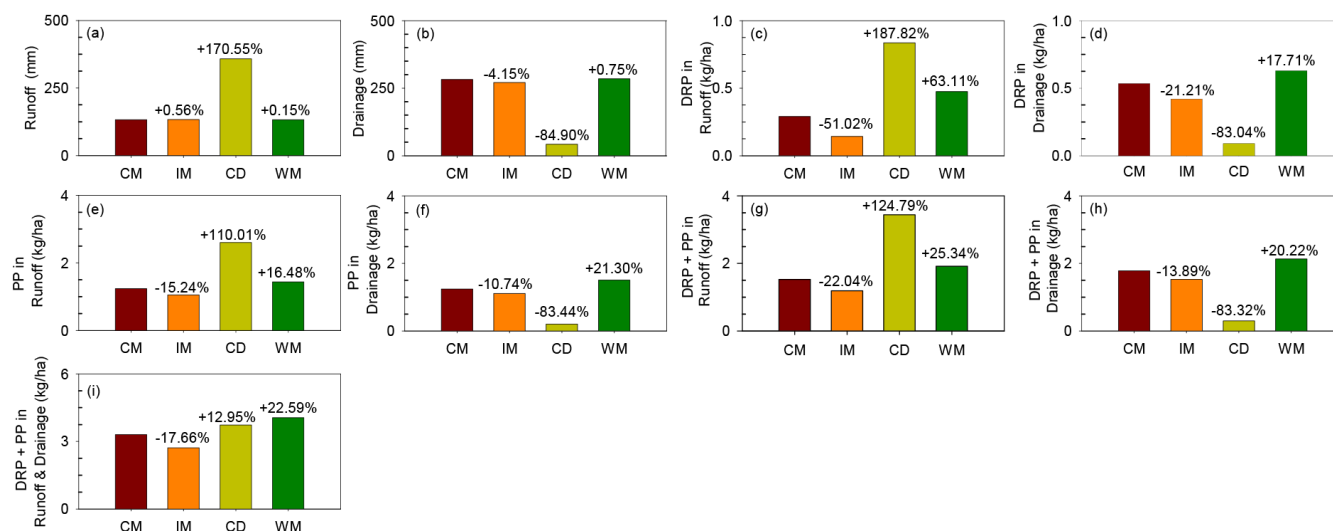 (a)
Runoff (mm)
500
250
0
+0.56%
+170.55%
+0.15%
CM IM CD WM
(b)
Drainage (mm)
500
250
0
-4.15%
-84.90%
+0.75%
CM IM CD WM
(c)
DRP in
Runoff (kg/ha)
1.0
0.5
0.0
-51.02%
+187.82%
+63.11%
CM IM CD WM
(d)
DRP in
Drainage (kg/ha)
1.0
0.5
0.0
-21.21%
-83.04%
+17.71%
CM IM CD WM
(e)
PP in
Runoff (kg/ha)
4
2
0
-15.24%
+110.01%
+16.48%
CM IM CD WM
(f)
PP in
Drainage (kg/ha)
4
2
0
-10.74%
-83.44%
+21.30%
CM IM CD WM
(g)
DRP + PP in
Runoff (kg/ha)
4
2
0
-22.04%
+124.79%
+25.34%
CM IM CD WM
(h)
DRP + PP in
Drainage (kg/ha)
4
2
0
-13.89%
-83.32%
+20.22%
CM IM CD WM
(i)
DRP + PP in
Runoff & Drainage (kg/ha)
6
3
0
-17.66%
+12.95%
+22.59%
CM IM CD WM